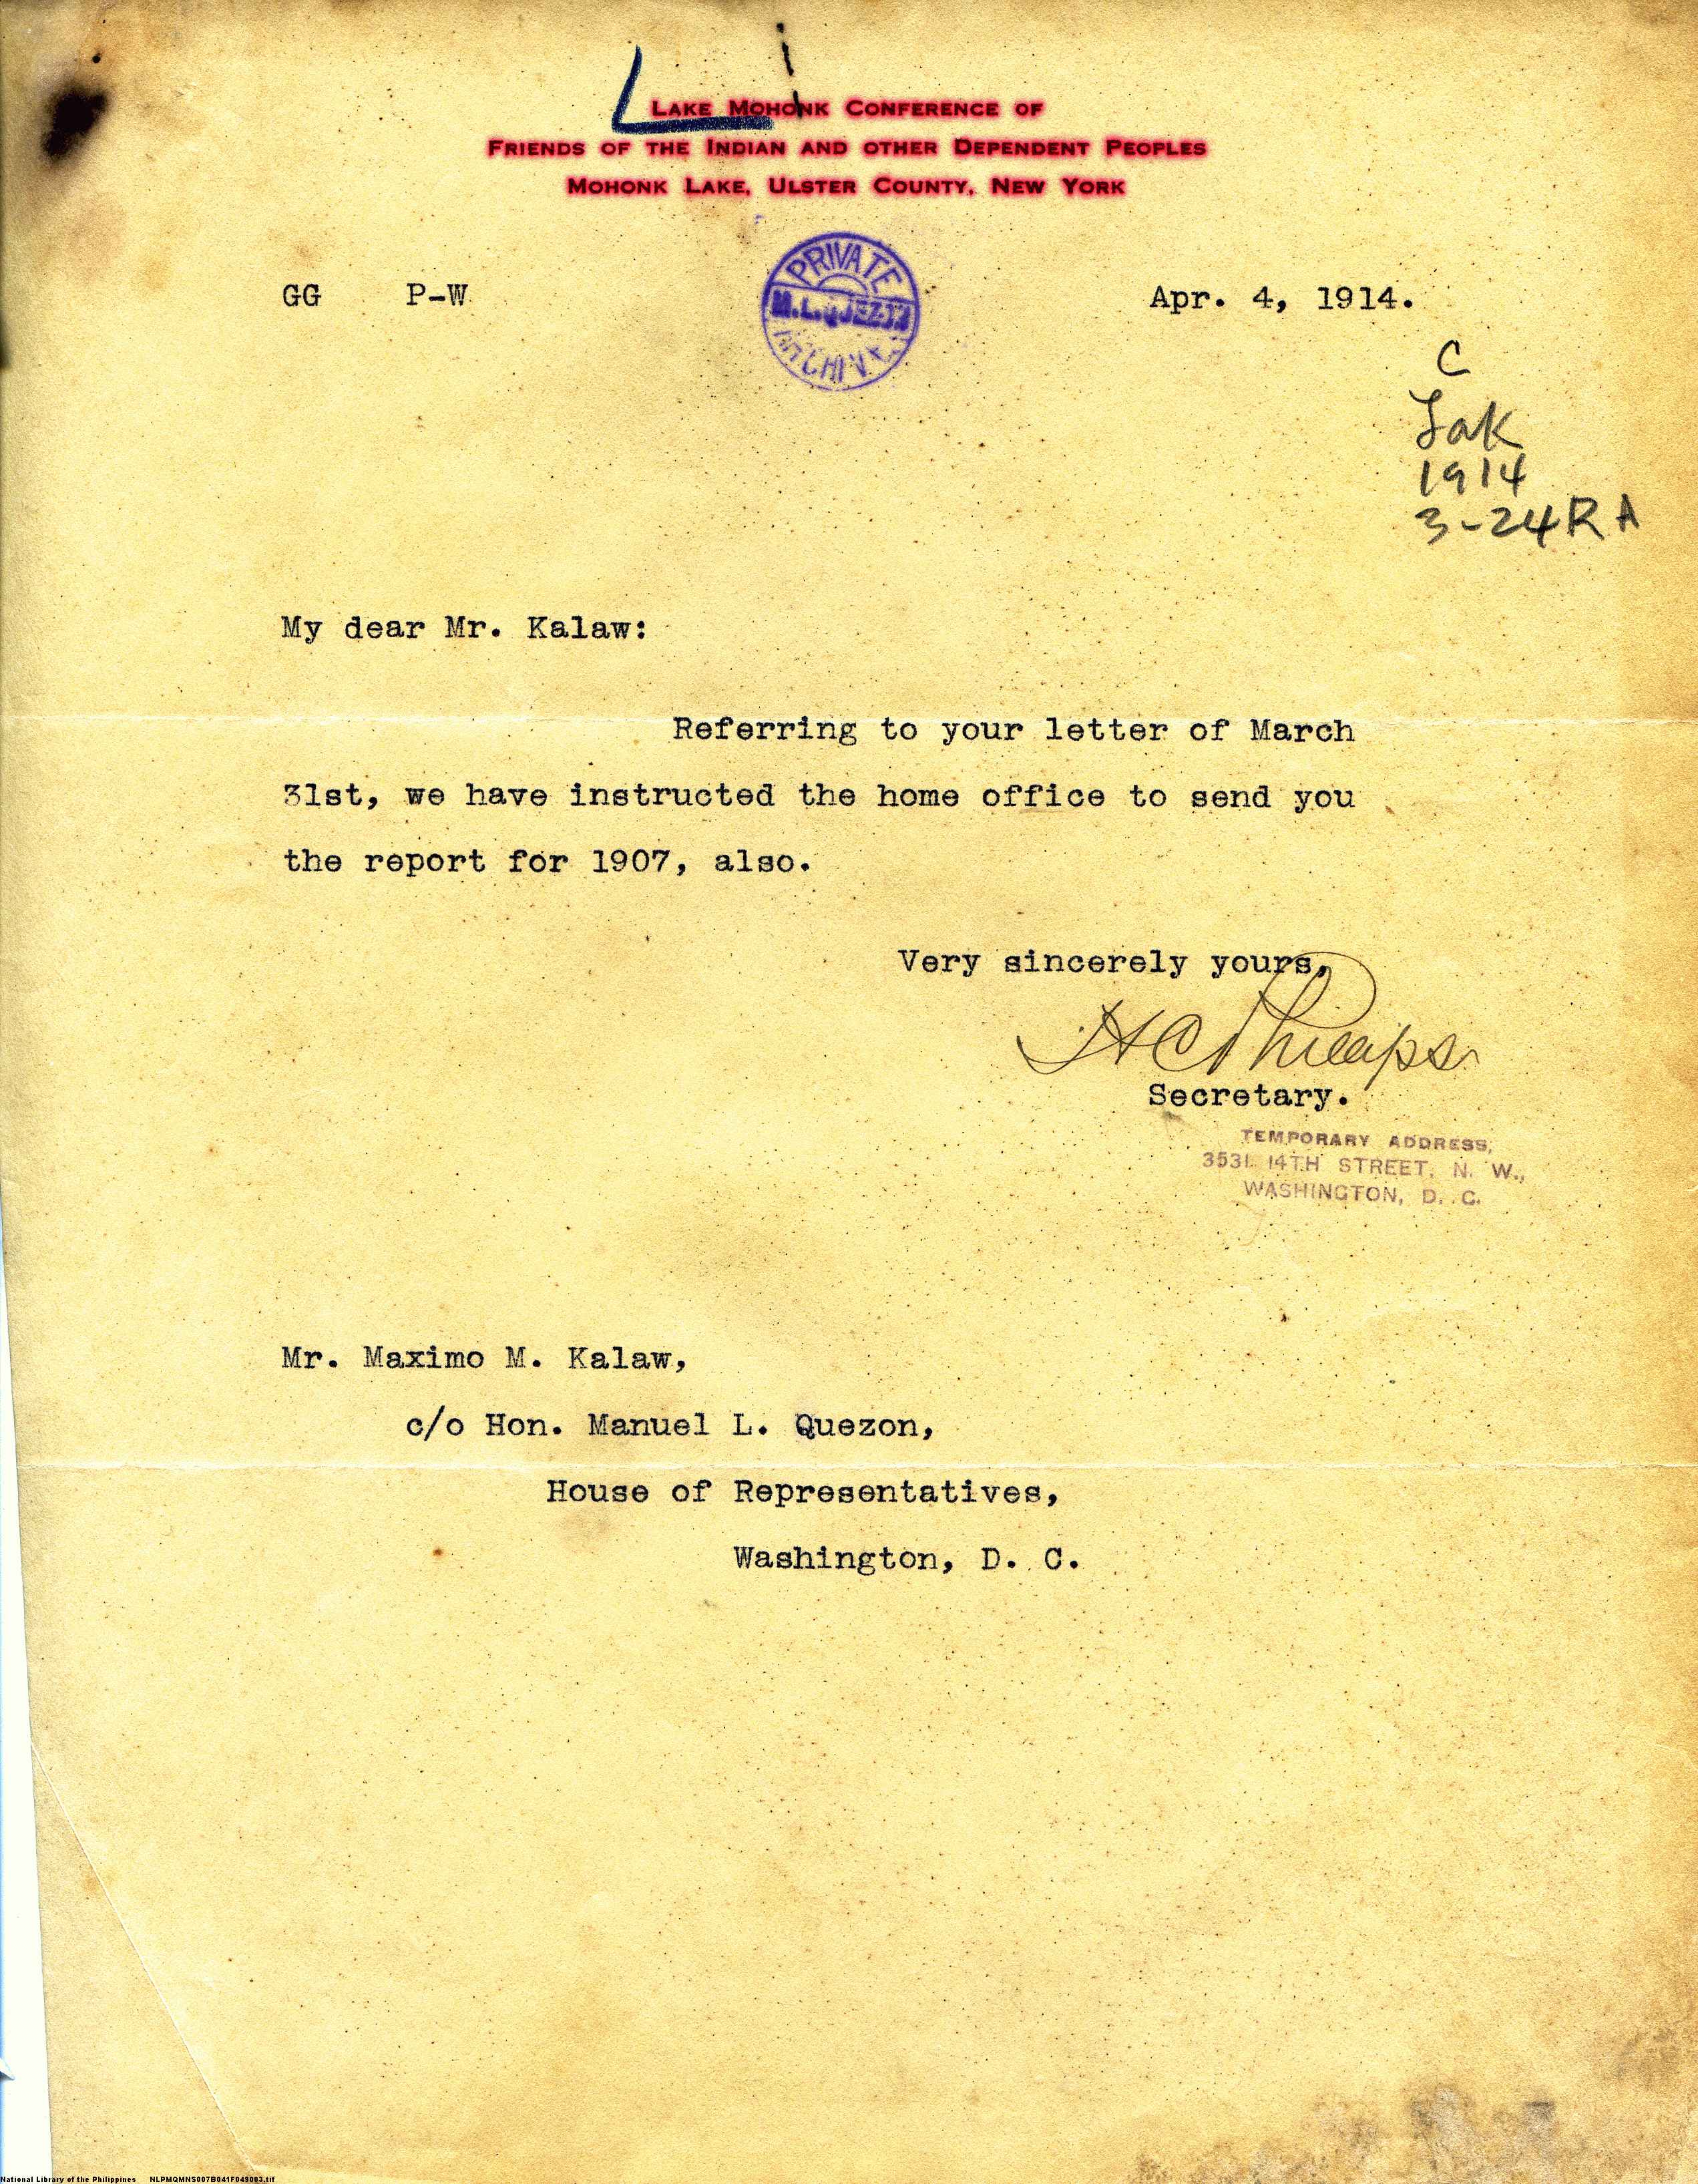 L
LAKE MOHONK CONFERENCE OF
FRIENDS OF THE INDIAN AND OTHER DEPENDENT PEOPLES
MOHONK LAKE, ULSTER COUNTY, NEW YORK
PRIVATE
M.L. QUEZON
ARCHIVE
GG P-W
Apr. 4, 1914.
C
Lak
1914
3-24RA
My dear Mr. Kalaw:
Referring to your letter of March
31st, we have instructed the home office to send you
the report for 1907, also.
Very sincerely yours,
H C Phillips
Secretary.
TEMPORARY ADDRESS,
3531 14TH STREET, N. W.,
WASHINGTON, D. C.
Mr. Maximo M. Kalaw,
c/o Hon. Manuel L. Quezon,
House of Representatives,
Washington, D. C.
National Library of the Philippines NLPMQMNS007B041F049003.tif